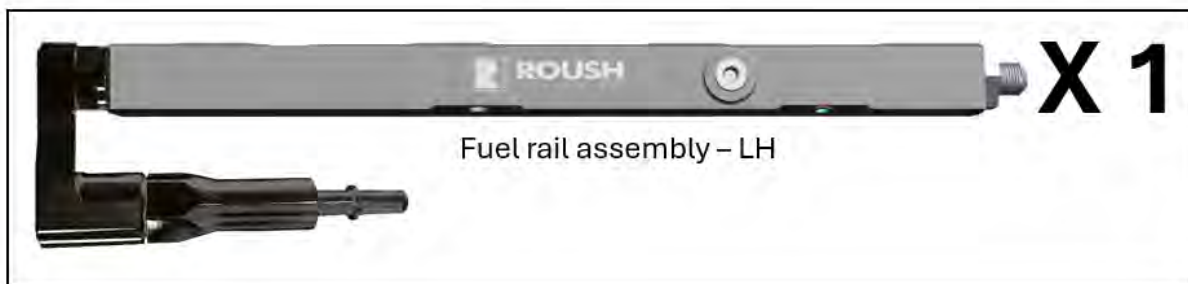 ROUSH
X 1
Fuel rail assembly – LH